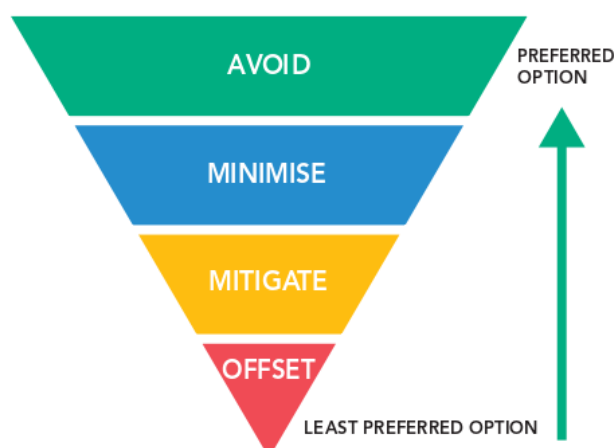 AVOID
PREFERRED
OPTION
MINIMISE
MITIGATE
OFFSET
LEAST PREFERRED OPTION